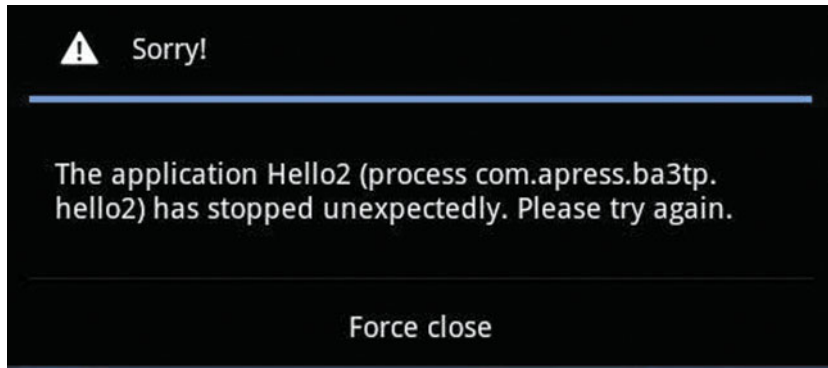 Sorry!
The application Hello2 (process com.apress.ba3tp.
hello2) has stopped unexpectedly. Please try again.
Force close